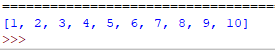 ==============================
[1, 2, 3, 4, 5, 6, 7, 8, 9, 10]
>>>